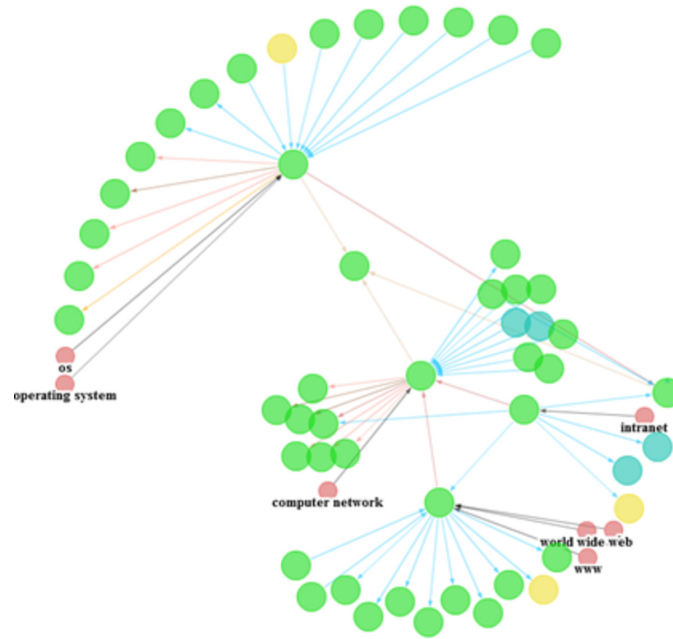 os
operating system
intranet
computer network
world wide web
www